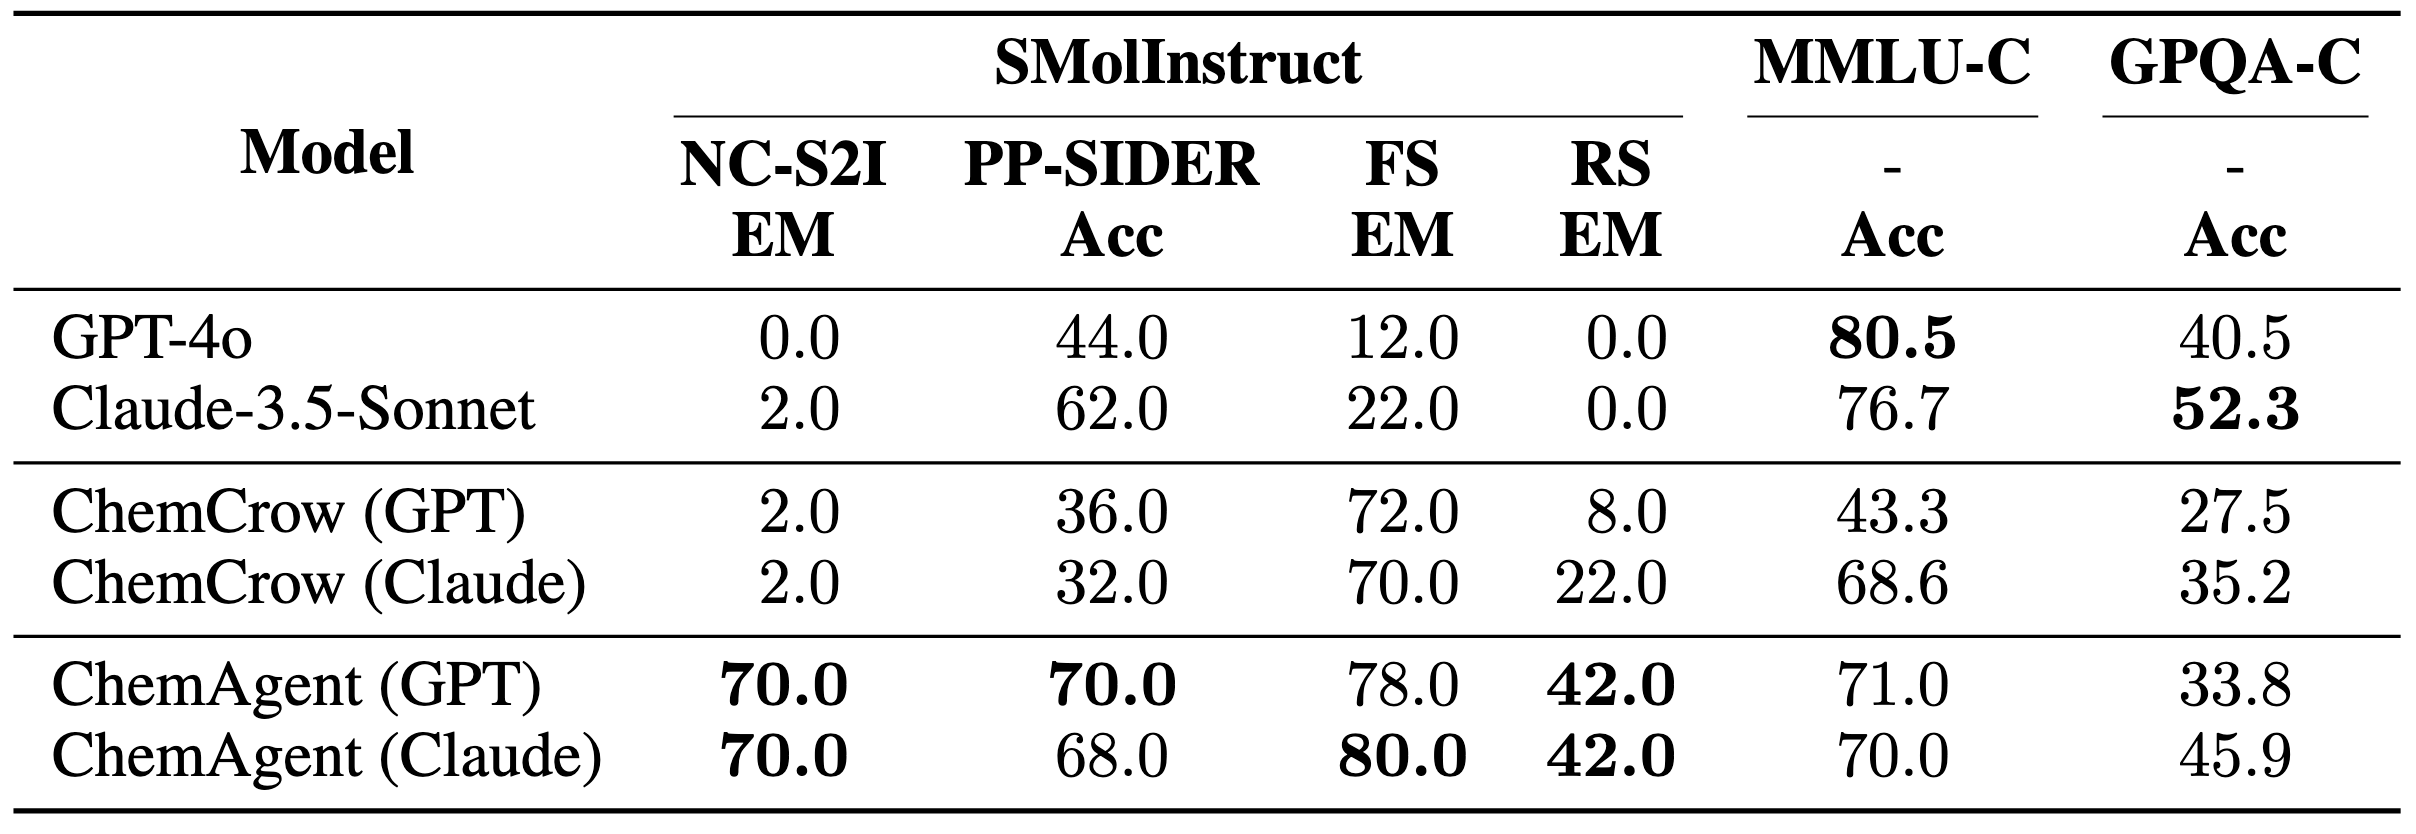 SMolInstruct MMLU-C GPQA-C
Model NC-S2I PP-SIDER FS RS - -
EM Acc EM EM Acc Acc
GPT-4o 0.0 44.0 12.0 0.0 80.5 40.5
Claude-3.5-Sonnet 2.0 62.0 22.0 0.0 76.7 52.3
ChemCrow (GPT) 2.0 36.0 72.0 8.0 43.3 27.5
ChemCrow (Claude) 2.0 32.0 70.0 22.0 68.6 35.2
ChemAgent (GPT) 70.0 70.0 78.0 42.0 71.0 33.8
ChemAgent (Claude) 70.0 68.0 80.0 42.0 70.0 45.9